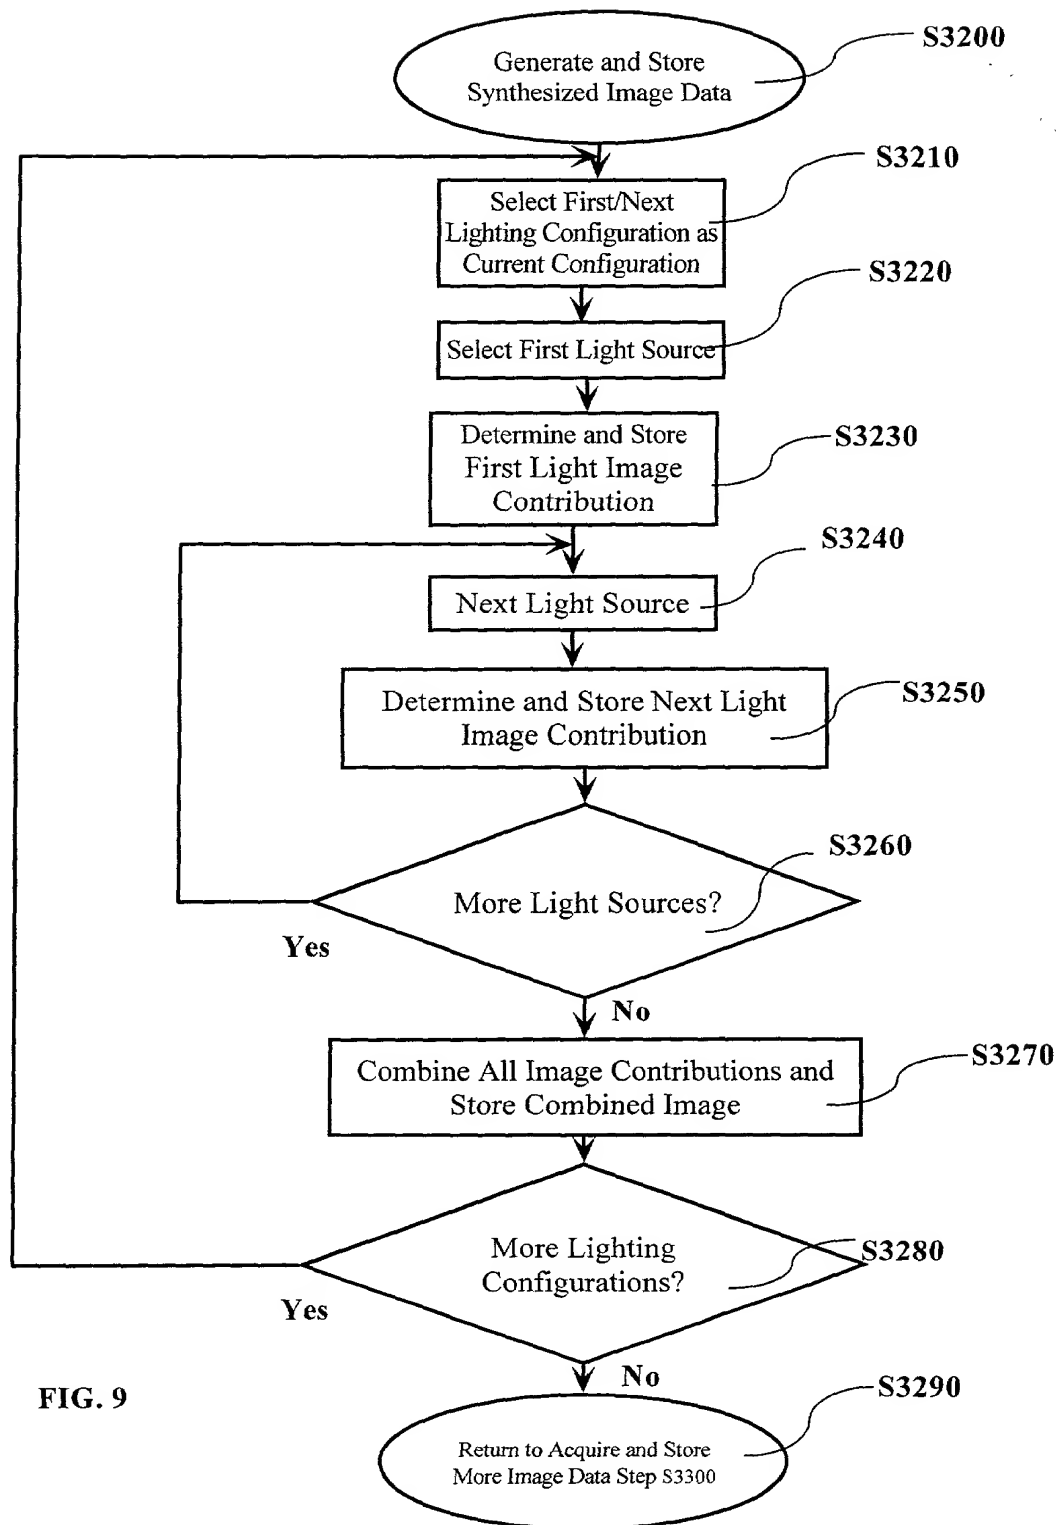 S3200
Generate and Store
Synthesized Image Data
S3210
Select First/Next
Lighting Configuration as
Current Configuration
S3220
Select First Light Source
S3230
Determine and Store
First Light Image
Contribution
S3240
Next Light Source
S3250
Determine and Store Next Light
Image Contribution
S3260
More Light Sources?
Yes
No
S3270
Combine All Image Contributions and
Store Combined Image
S3280
More Lighting
Configurations?
Yes
No
S3290
FIG. 9
Return to Acquire and Store
More Image Data Step S3300